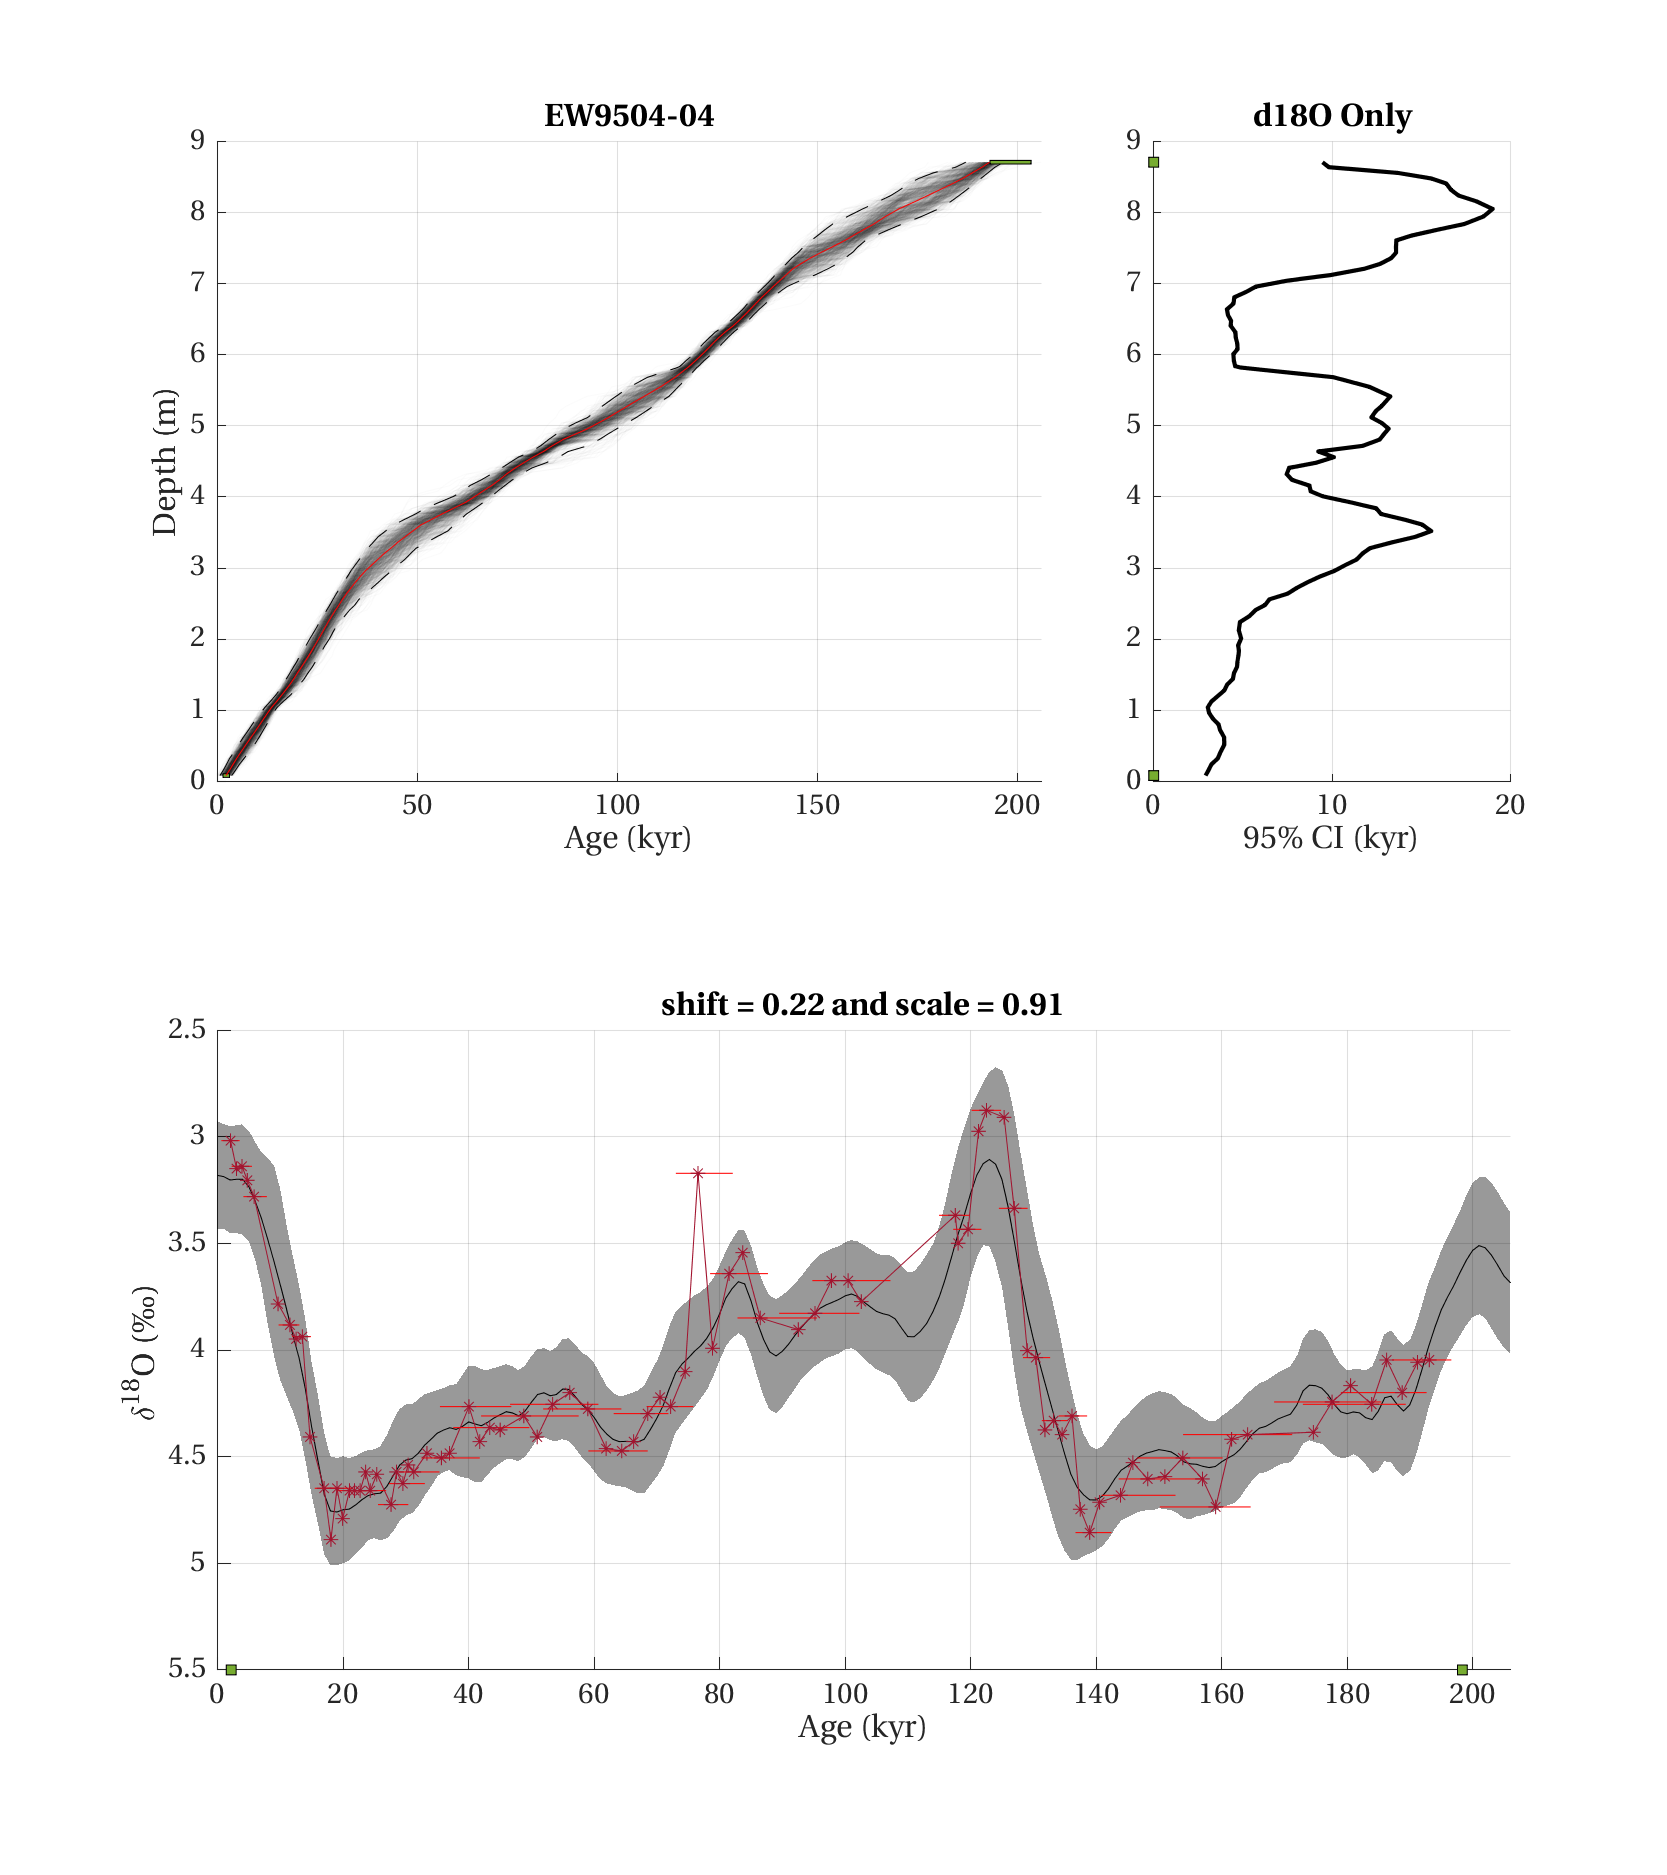 EW9504-04
9
8
7
6
5
4
3
2
1
0
Depth (m)
0 50 100 150 200
Age (kyr)
d18O Only
9
8
7
6
5
4
3
2
1
0
0 10 20
95% CI (kyr)
shift = 0.22 and scale = 0.91
2.5
3
3.5
4
4.5
5
5.5
δ18O (‰)
0 20 40 60 80 100 120 140 160 180 200
Age (kyr)